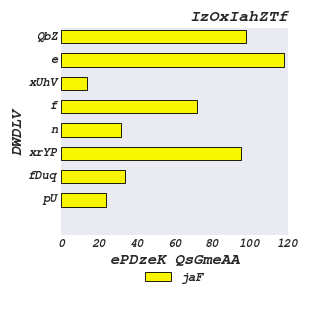 IzOxIahZTf
QbZ
e
xUhV
f
n
xrYP
fDuq
pU
DWDLV
0 20 40 60 80 100 120
ePDzeK QsGmeAA
jaF